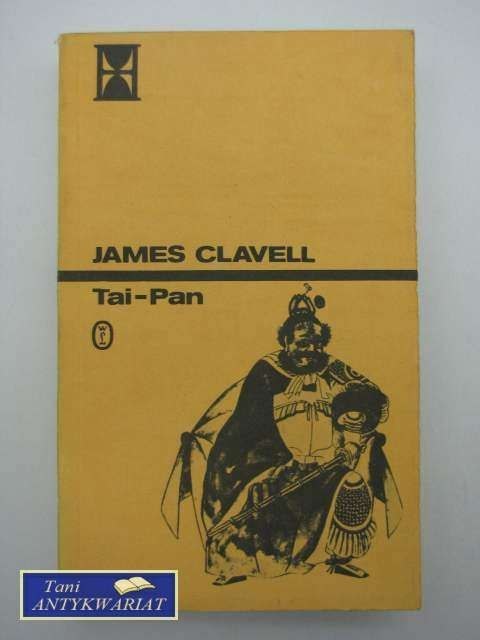 JAMES CLAVELL
Tai-Pan
Tani
ANTYKWARIAT